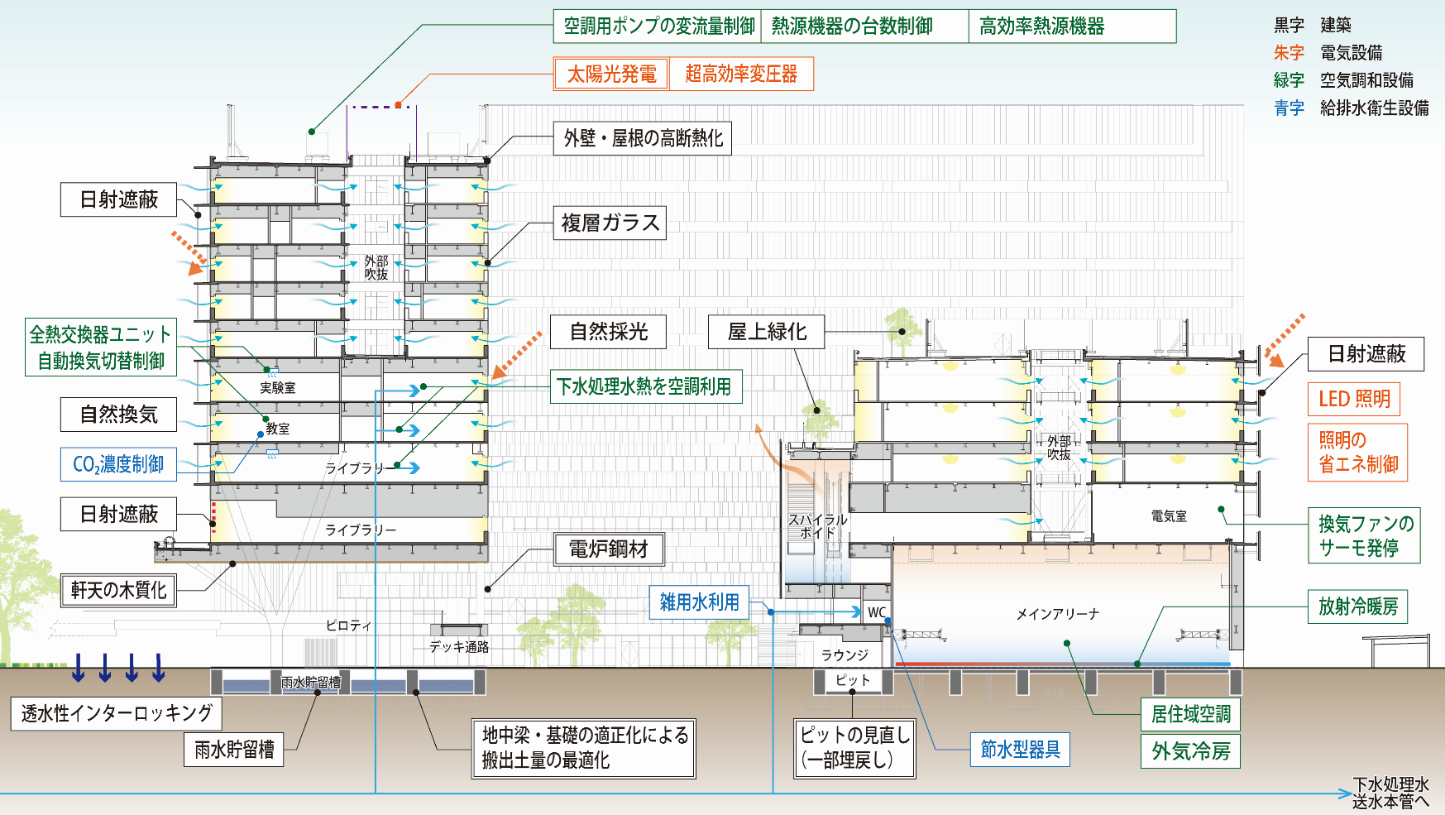 空調用ポンプの変流量制御
熱源機器の台数制御
高効率熱源機器
太陽光発電
超高効率変圧器
黒字 建築
朱字 電気設備
緑字 空気調和設備
青字 給排水衛生設備
外壁・屋根の高断熱化
日射遮蔽
複層ガラス
外部
吹抜
全熱交換器ユニット
自動換気切替制御
自然採光
屋上緑化
日射遮蔽
実験室
下水処理水熱を空調利用
LED 照明
自然換気
教室
照明の
省エネ制御
外部
吹抜
CO₂濃度制御
ライブラリー
日射遮蔽
ライブラリー
スパイラル
ボイド
電気室
換気ファンの
サーモ発停
電炉鋼材
軒天の木質化
雑用水利用
WC
メインアリーナ
放射冷暖房
ピロティ
デッキ通路
ラウンジ
雨水貯留槽
ピット
透水性インターロッキング
雨水貯留槽
地中梁・基礎の適正化による
搬出土量の最適化
ピットの見直し
(一部埋戻し)
節水型器具
居住域空調
外気冷房
下水処理水
送水本管へ